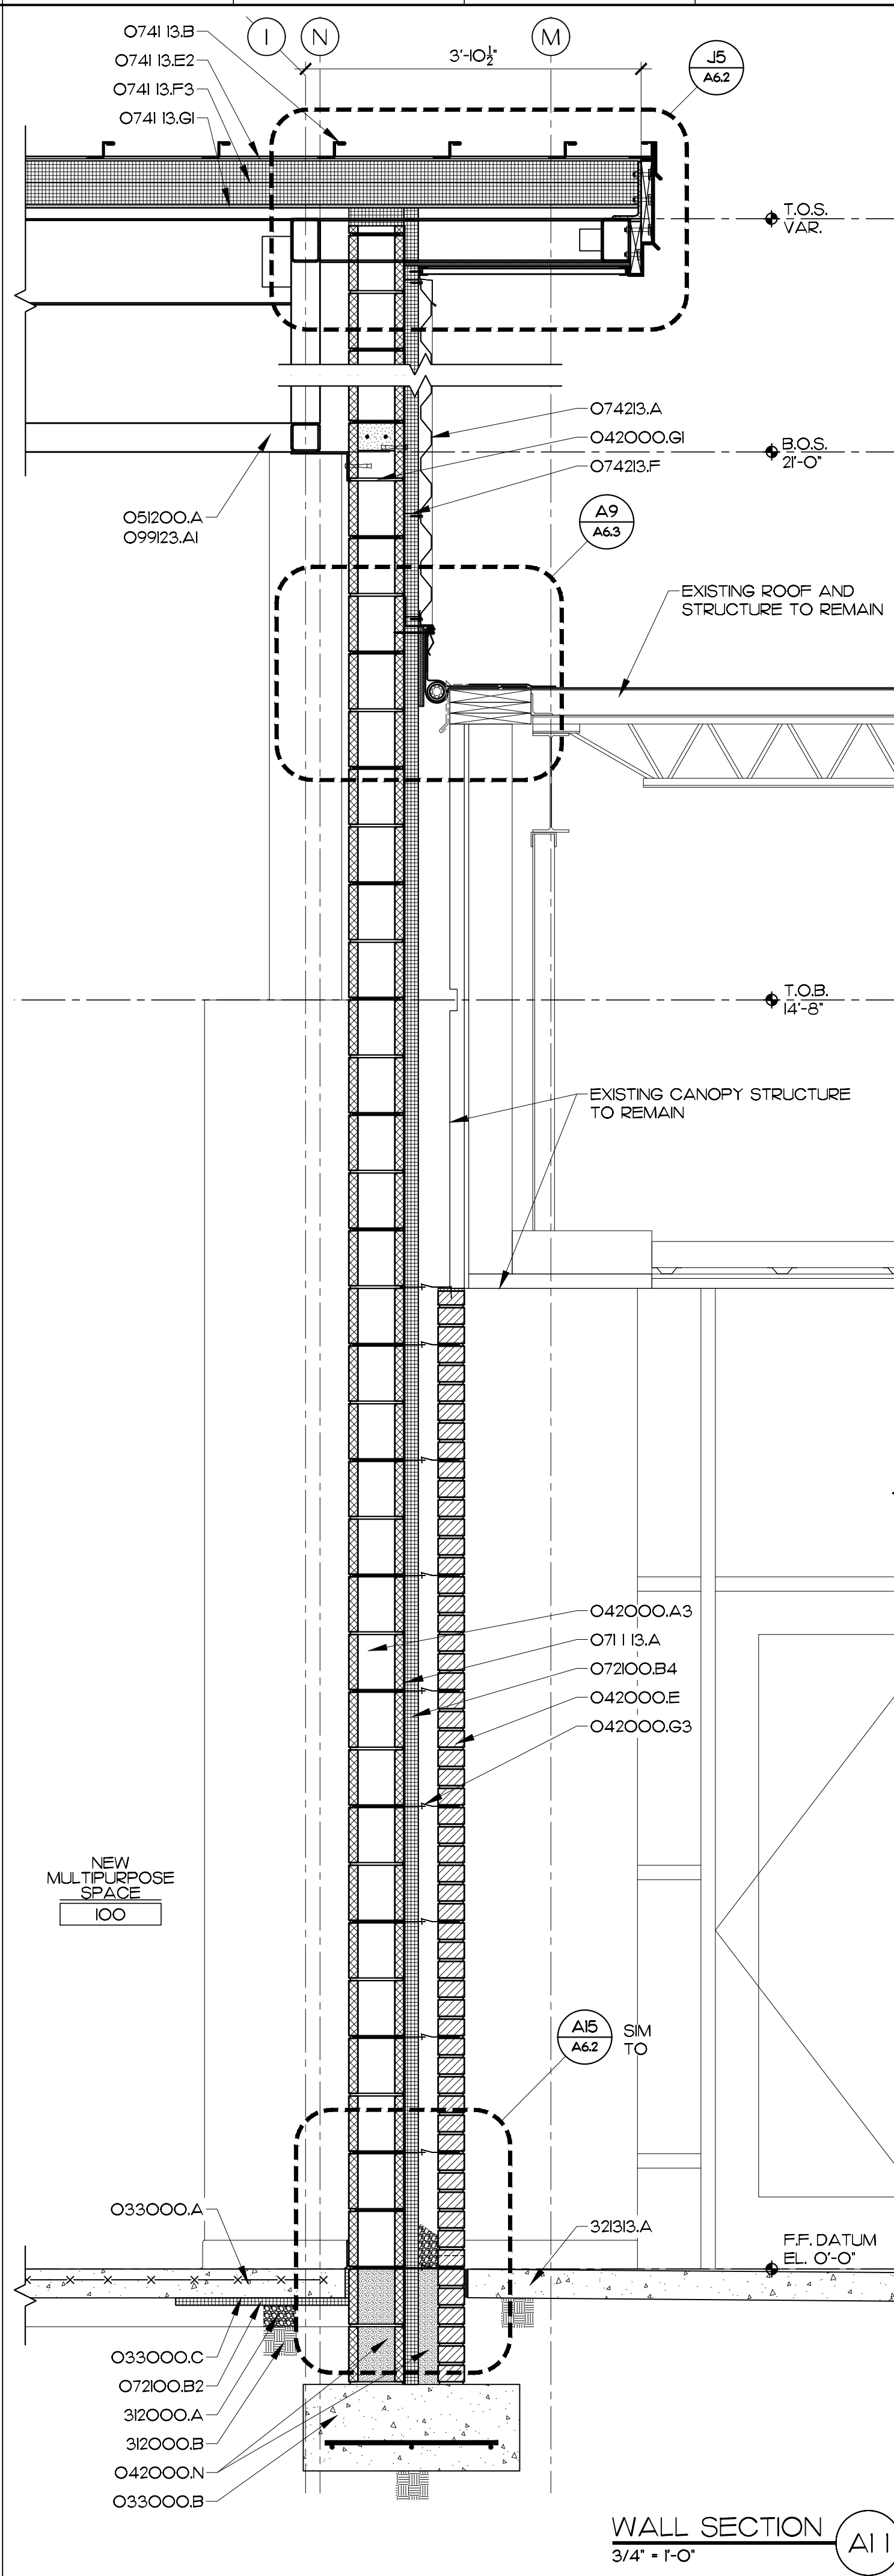 074113.B
074113.E2
074113.F3
074113.G1
I
N
M
3'-10½"
J5
A6.2
T.O.S.
VAR.
074213.A
042000.G1
074213.F
B.O.S.
21'-0"
051200.A
099123.A1
A9
A6.3
EXISTING ROOF AND
STRUCTURE TO REMAIN
T.O.B.
14'-8"
EXISTING CANOPY STRUCTURE
TO REMAIN
042000.A3
071113.A
072100.B4
042000.E
042000.G3
NEW
MULTIPURPOSE
SPACE
100
A15
A6.2
SIM
TO
033000.A
321313.A
F.F. DATUM
EL. 0'-0"
033000.C
072100.B2
312000.A
312000.B
042000.N
033000.B
WALL SECTION
3/4" = 1'-0"
A11